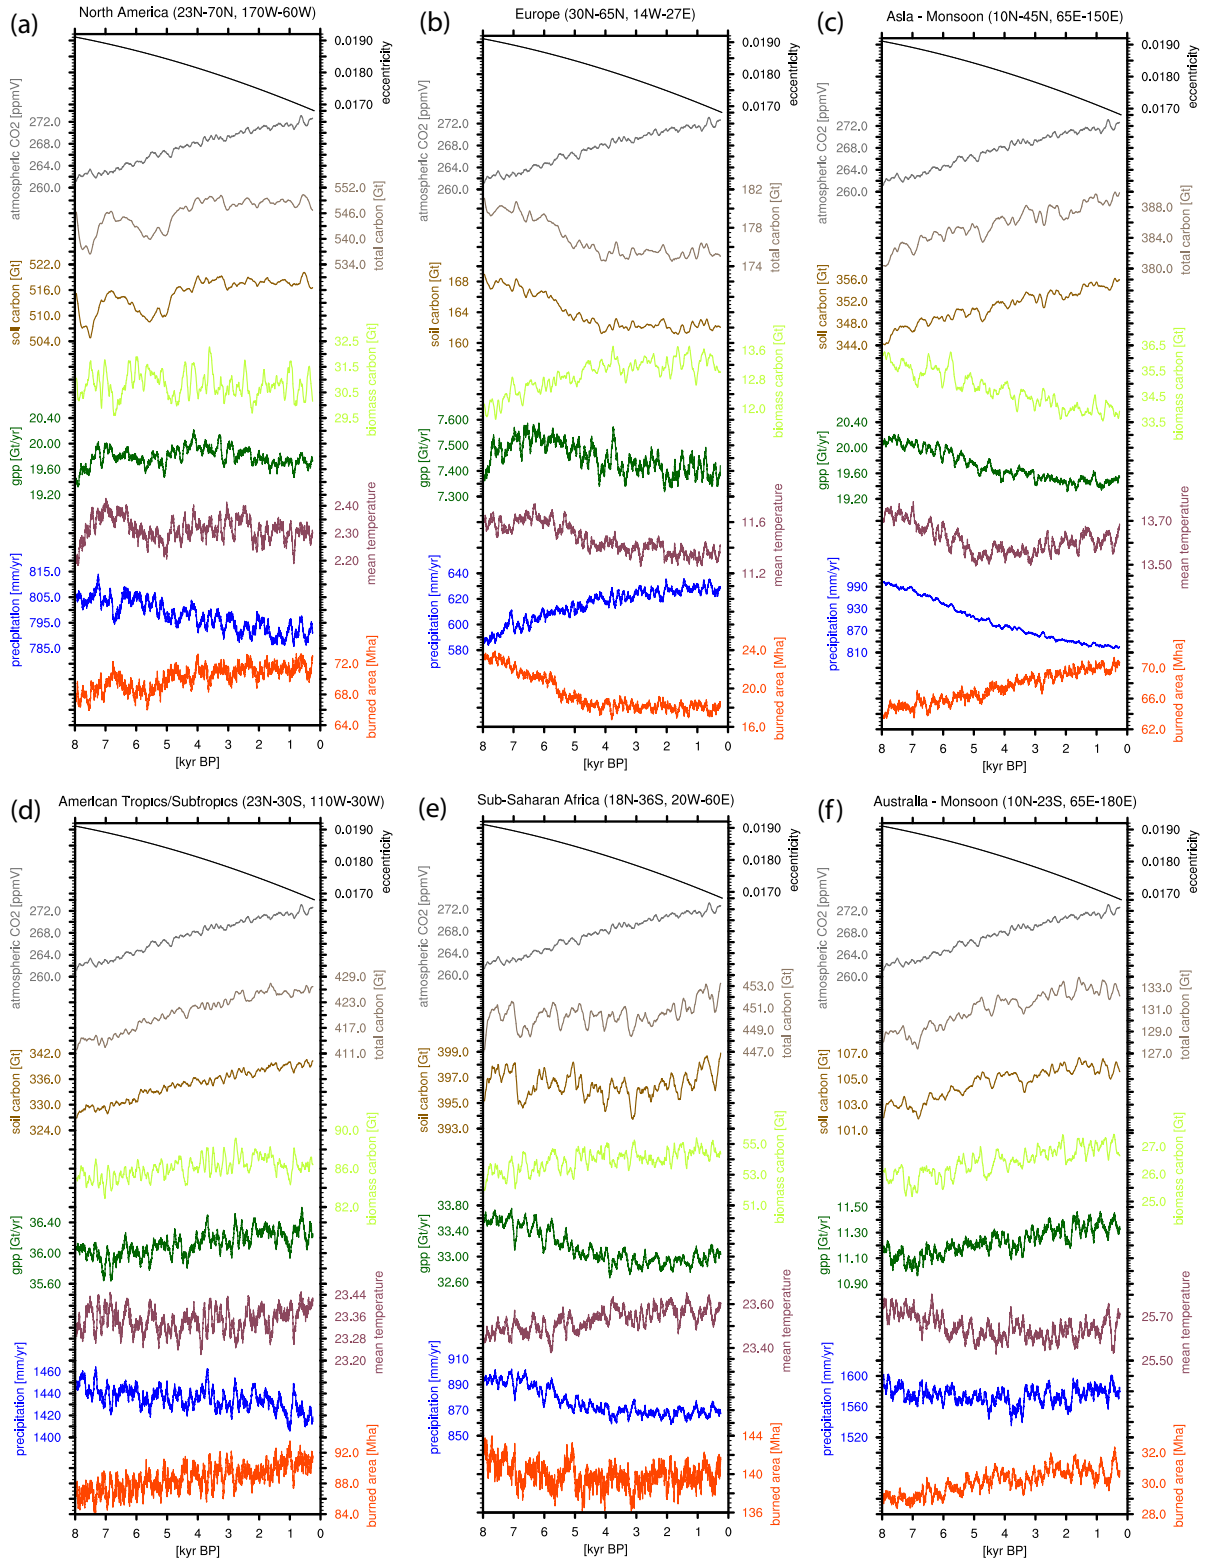 (a)
North America (23N-70N, 170W-60W)
atmospheric CO2 [ppmV]
272.0
268.0
264.0
260.0
soil carbon [Gt]
522.0
516.0
510.0
504.0
gpp [Gt/yr]
20.40
20.00
19.60
19.20
precipitation [mm/yr]
815.0
805.0
795.0
785.0
eccentricity
0.0190
0.0180
0.0170
total carbon [Gt]
552.0
546.0
540.0
534.0
biomass carbon [Gt]
32.5
31.5
30.5
29.5
mean temperature
2.40
2.30
2.20
burned area [Mha]
72.0
68.0
64.0
8 7 6 5 4 3 2 1 0
[kyr BP]
(b)
Europe (30N-65N, 14W-27E)
atmospheric CO2 [ppmV]
272.0
268.0
264.0
260.0
soil carbon [Gt]
168
164
160
gpp [Gt/yr]
7.600
7.500
7.400
7.300
precipitation [mm/yr]
640
620
600
580
eccentricity
0.0190
0.0180
0.0170
total carbon [Gt]
182
178
174
biomass carbon [Gt]
13.6
12.8
12.0
mean temperature
11.6
11.2
burned area [Mha]
24.0
20.0
16.0
8 7 6 5 4 3 2 1 0
[kyr BP]
(c)
Asia - Monsoon (10N-45N, 65E-150E)
atmospheric CO2 [ppmV]
272.0
268.0
264.0
260.0
soil carbon [Gt]
356.0
352.0
348.0
344.0
gpp [Gt/yr]
20.40
20.00
19.60
19.20
precipitation [mm/yr]
990
930
870
810
eccentricity
0.0190
0.0180
0.0170
total carbon [Gt]
388.0
384.0
380.0
biomass carbon [Gt]
36.5
35.5
34.5
33.5
mean temperature
13.70
13.50
burned area [Mha]
70.0
66.0
62.0
8 7 6 5 4 3 2 1 0
[kyr BP]
(d)
American Tropics/Subtropics (23N-30S, 110W-30W)
atmospheric CO2 [ppmV]
272.0
268.0
264.0
260.0
soil carbon [Gt]
342.0
336.0
330.0
324.0
gpp [Gt/yr]
36.40
36.00
35.60
precipitation [mm/yr]
1460
1440
1420
1400
eccentricity
0.0190
0.0180
0.0170
total carbon [Gt]
429.0
423.0
417.0
411.0
biomass carbon [Gt]
90.0
86.0
82.0
mean temperature
23.44
23.36
23.28
23.20
burned area [Mha]
92.0
88.0
84.0
8 7 6 5 4 3 2 1 0
[kyr BP]
(e)
Sub-Saharan Africa (18N-36S, 20W-60E)
atmospheric CO2 [ppmV]
272.0
268.0
264.0
260.0
soil carbon [Gt]
399.0
397.0
395.0
393.0
gpp [Gt/yr]
33.80
33.40
33.00
32.60
precipitation [mm/yr]
910
890
870
850
eccentricity
0.0190
0.0180
0.0170
total carbon [Gt]
453.0
451.0
449.0
447.0
biomass carbon [Gt]
55.0
53.0
51.0
mean temperature
23.60
23.40
burned area [Mha]
144
140
136
8 7 6 5 4 3 2 1 0
[kyr BP]
(f)
Australia - Monsoon (10N-23S, 65E-180E)
atmospheric CO2 [ppmV]
272.0
268.0
264.0
260.0
soil carbon [Gt]
107.0
105.0
103.0
101.0
gpp [Gt/yr]
11.50
11.30
11.10
10.90
precipitation [mm/yr]
1600
1560
1520
eccentricity
0.0190
0.0180
0.0170
total carbon [Gt]
133.0
131.0
129.0
127.0
biomass carbon [Gt]
27.0
26.0
25.0
mean temperature
25.70
25.50
burned area [Mha]
32.0
30.0
28.0
8 7 6 5 4 3 2 1 0
[kyr BP]